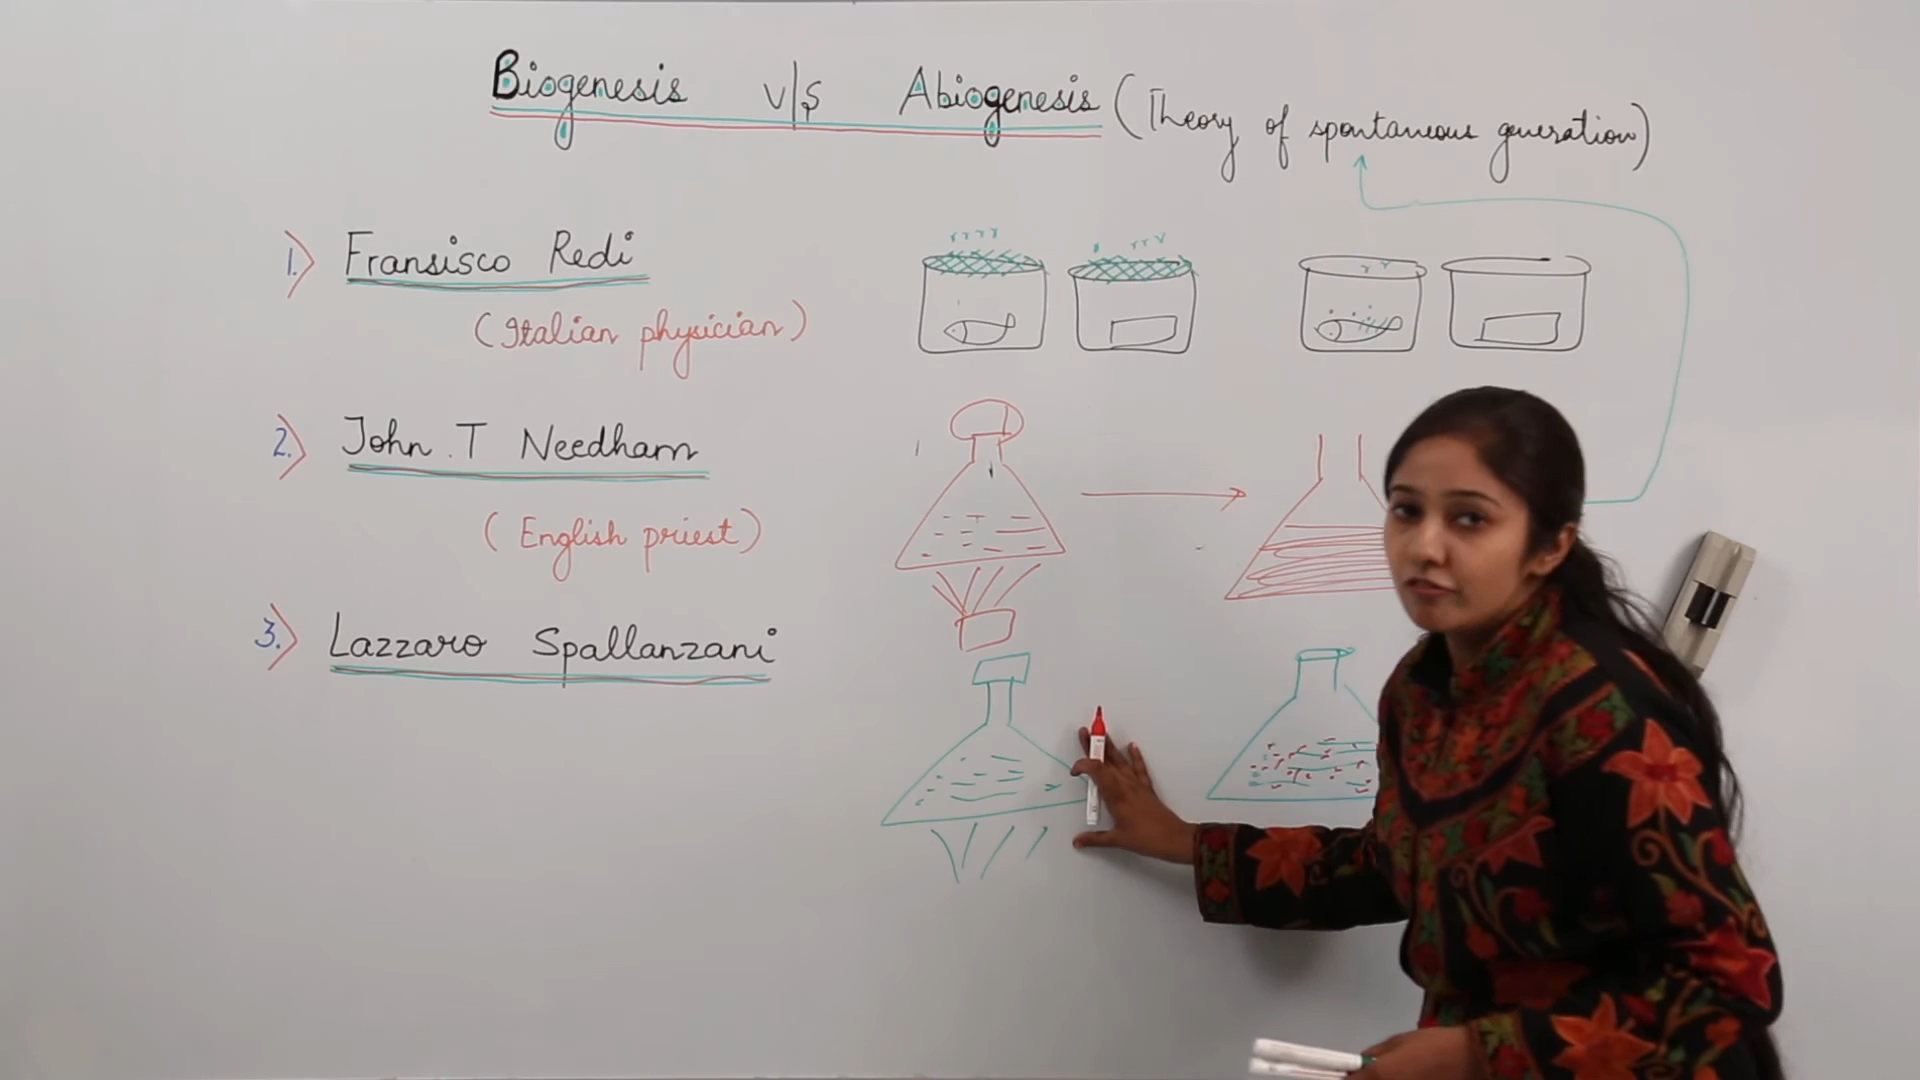 Biogenesis v/s Abiogenesis (Theory of spontaneous generation)
1. Fransisco Redi
(Italian physician)
2. John . T Needham
(English priest)
3. Lazzaro Spallanzani